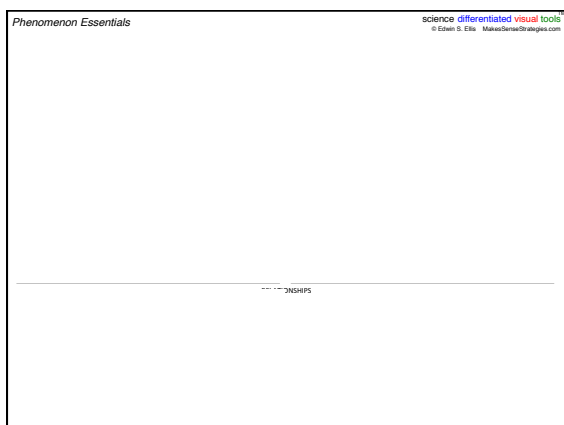 Phenomenon Essentials
science differentiated visual tools
© Edwin S. Ellis MakesSenseStrategies.com